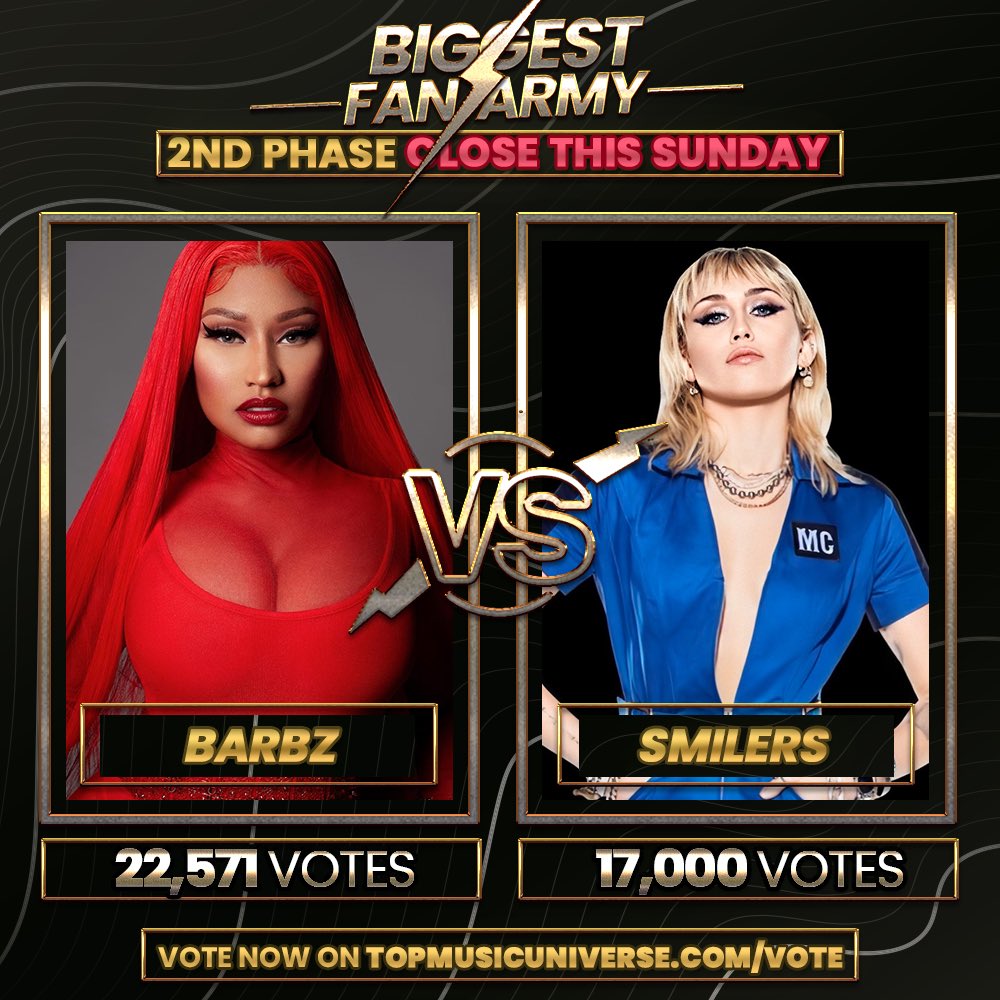 BIGGEST
FAN ARMY
2ND PHASE CLOSE THIS SUNDAY
VS
MC
BARBZ
SMILERS
22,571 VOTES
17,000 VOTES
VOTE NOW ON TOPMUSICUNIVERSE.COM/VOTE